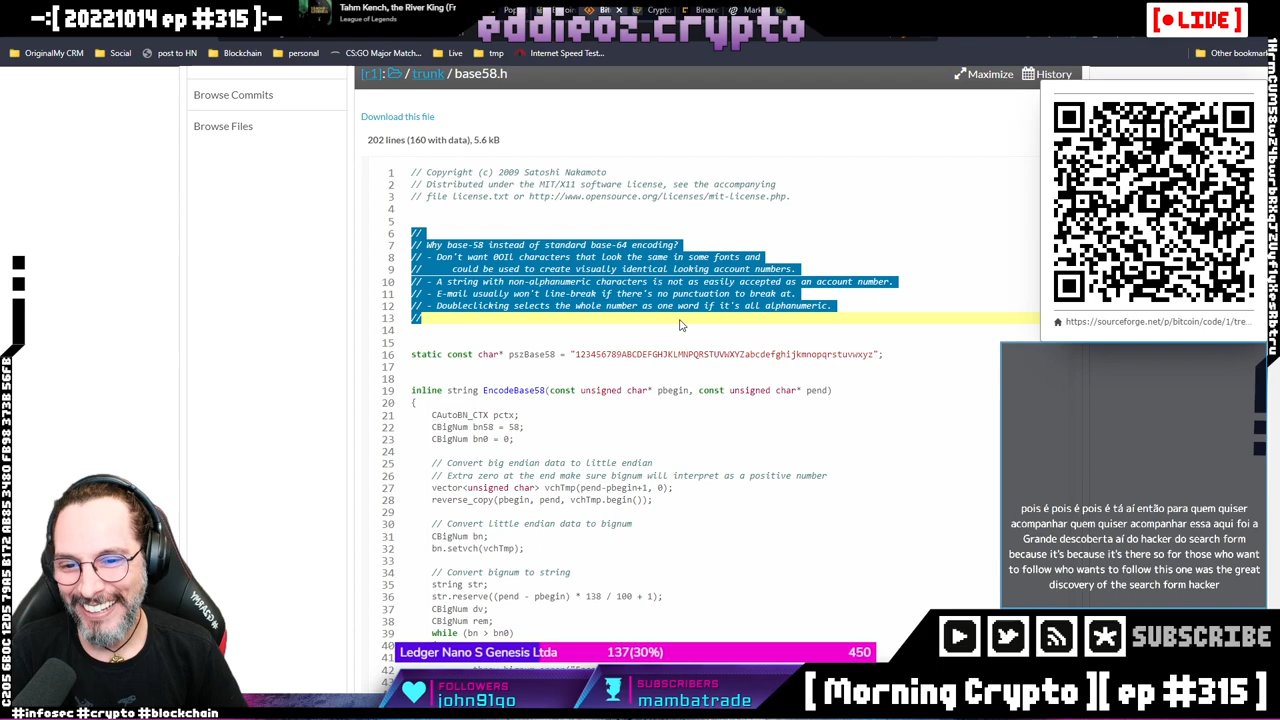 -:[ 20221014 ep #315]:-
Tahm Kench, the River King (Fr
League of Legends
Pop
Bit
Crypto
Binanc
Mark
eddieoz.crypto
[● LIVE]
OriginalMy CRM
Social
post to HN
Blockchain
personal
CS:GO Major Match...
Live
tmp
Internet Speed Test...
Other bookmar
[r1]: / trunk / base58.h
Maximize
History
Browse Commits
Browse Files
Download this file
202 lines (160 with data), 5.6 kB
1 // Copyright (c) 2009 Satoshi Nakamoto
2 // Distributed under the MIT/X11 software license, see the accompanying
3 // file license.txt or http://www.opensource.org/licenses/mit-license.php.
4
5
6 //
7 // Why base-58 instead of standard base-64 encoding?
8 // - Don't want 0OIl characters that look the same in some fonts and
9 // could be used to create visually identical looking account numbers.
10 // - A string with non-alphanumeric characters is not as easily accepted as an account number.
11 // - E-mail usually won't line-break if there's no punctuation to break at.
12 // - Doubleclicking selects the whole number as one word if it's all alphanumeric.
13 //
14
15
16 static const char* pszBase58 = "123456789ABCDEFGHJKLMNPQRSTUVWXYZabcdefghijkmnopqrstuvwxyz";
17
18
19 inline string EncodeBase58(const unsigned char* pbegin, const unsigned char* pend)
20 {
21 CAutoBN_CTX pctx;
22 CBigNum bn58 = 58;
23 CBigNum bn0 = 0;
24
25 // Convert big endian data to little endian
26 // Extra zero at the end make sure bignum will interpret as a positive number
27 vector<unsigned char> vchTmp(pend-pbegin+1, 0);
28 reverse_copy(pbegin, pend, vchTmp.begin());
29
30 // Convert little endian data to bignum
31 CBigNum bn;
32 bn.setvch(vchTmp);
33
34 // Convert bignum to string
35 string str;
36 str.reserve((pend - pbegin) * 138 / 100 + 1);
37 CBigNum dv;
38 CBigNum rem;
39 while (bn > bn0)
40
42
https://sourceforge.net/p/bitcoin/code/1/tre...
pois é pois é pois é tá aí então para quem quiser
acompanhar quem quiser acompanhar essa aqui foi a
Grande descoberta aí do hacker do search form
because it's because it's there so for those who want
to follow who wants to follow this one was the great
discovery of the search form hacker
Ledger Nano S Genesis Ltda 137(30%) 450
FOLLOWERS
john91qo
SUBSCRIBERS
mambatrade
SUBSCRIBE
[ Morn1ng Crypto ][ ep #315 ]
#infosec #crypto #blockchain